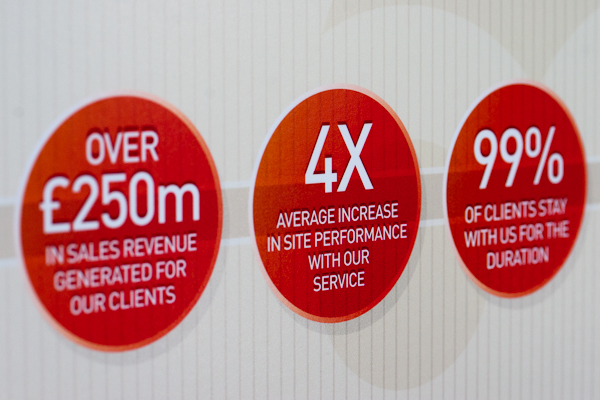 OVER
£250m
IN SALES REVENUE
GENERATED FOR
OUR CLIENTS
4X
AVERAGE INCREASE
IN SITE PERFORMANCE
WITH OUR
SERVICE
99%
OF CLIENTS STAY
WITH US FOR THE
DURATION